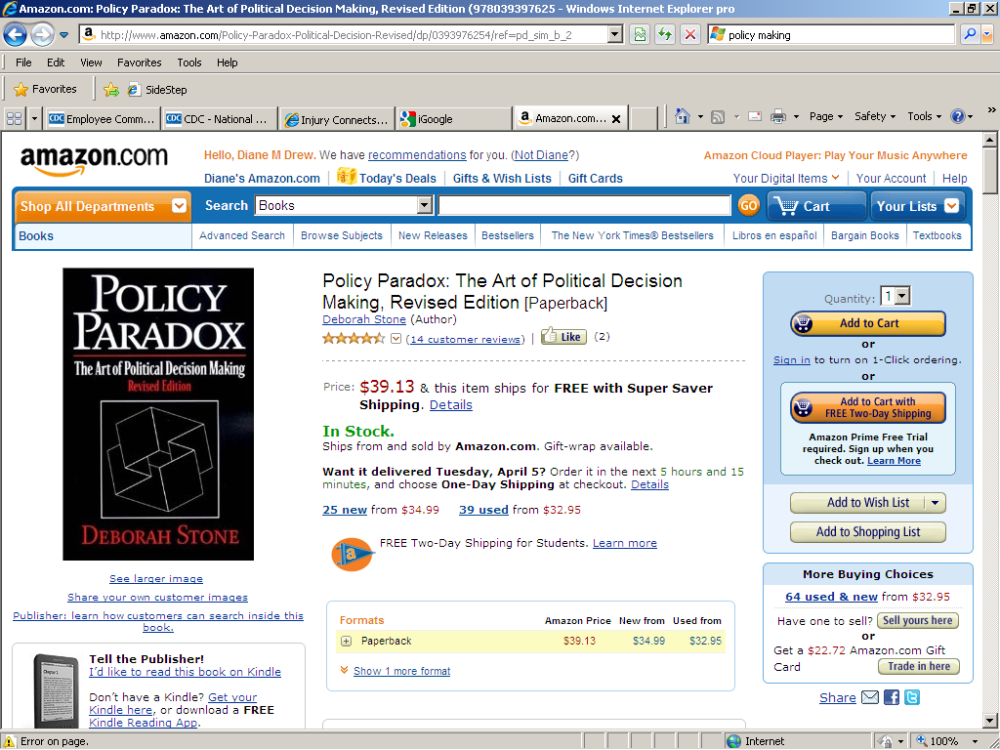 Amazon.com: Policy Paradox: The Art of Political Decision Making, Revised Edition (978039397625 - Windows Internet Explorer pro
http://www.amazon.com/Policy-Paradox-Political-Decision-Revised/dp/0393976254/ref=pd_sim_b_2
policy making
File Edit View Favorites Tools Help
Favorites SideStep
CDC Employee Comm... CDC CDC - National ... Injury Connects... iGoogle Amazon.com... Page Safety Tools »
amazon.com
Hello, Diane M Drew. We have recommendations for you. (Not Diane?)
Amazon Cloud Player: Play Your Music Anywhere
Diane's Amazon.com Today's Deals Gifts & Wish Lists Gift Cards
Your Digital Items Your Account Help
Shop All Departments Search Books GO Cart Your Lists
Books Advanced Search Browse Subjects New Releases Bestsellers The New York Times® Bestsellers Libros en español Bargain Books Textbooks
POLICY
PARADOX
The Art of Political Decision Making
Revised Edition
DEBORAH STONE
See larger image
Share your own customer images
Publisher: learn how customers can search inside this
book.
Tell the Publisher!
I'd like to read this book on Kindle
Don't have a Kindle? Get your
Kindle here, or download a FREE
Kindle Reading App.
Policy Paradox: The Art of Political Decision
Making, Revised Edition [Paperback]
Deborah Stone (Author)
(14 customer reviews) | Like (2)
Price: $39.13 & this item ships for FREE with Super Saver
Shipping. Details
In Stock.
Ships from and sold by Amazon.com. Gift-wrap available.
Want it delivered Tuesday, April 5? Order it in the next 5 hours and 15
minutes, and choose One-Day Shipping at checkout. Details
25 new from $34.99 39 used from $32.95
FREE Two-Day Shipping for Students. Learn more
Formats Amazon Price New from Used from
Paperback $39.13 $34.99 $32.95
Show 1 more format
Quantity: 1
Add to Cart
or
Sign in to turn on 1-Click ordering.
or
Add to Cart with
FREE Two-Day Shipping
Amazon Prime Free Trial
required. Sign up when you
check out. Learn More
Add to Wish List
Add to Shopping List
More Buying Choices
64 used & new from $32.95
Have one to sell? Sell yours here
or
Get a $22.72 Amazon.com Gift
Card Trade in here
Share
Error on page. Internet 100%